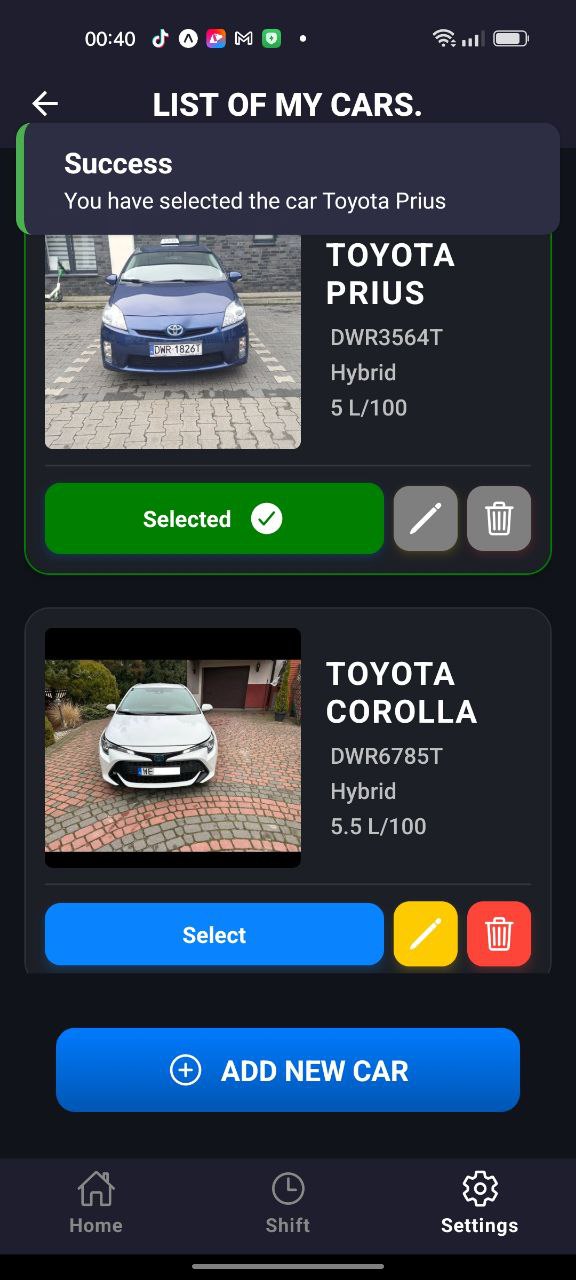 00:40
LIST OF MY CARS.
Success
You have selected the car Toyota Prius
TOYOTA
PRIUS
DWR3564T
Hybrid
5 L/100
DWR 1826T
Selected
TOYOTA
COROLLA
DWR6785T
Hybrid
5.5 L/100
WE
Select
ADD NEW CAR
Home
Shift
Settings